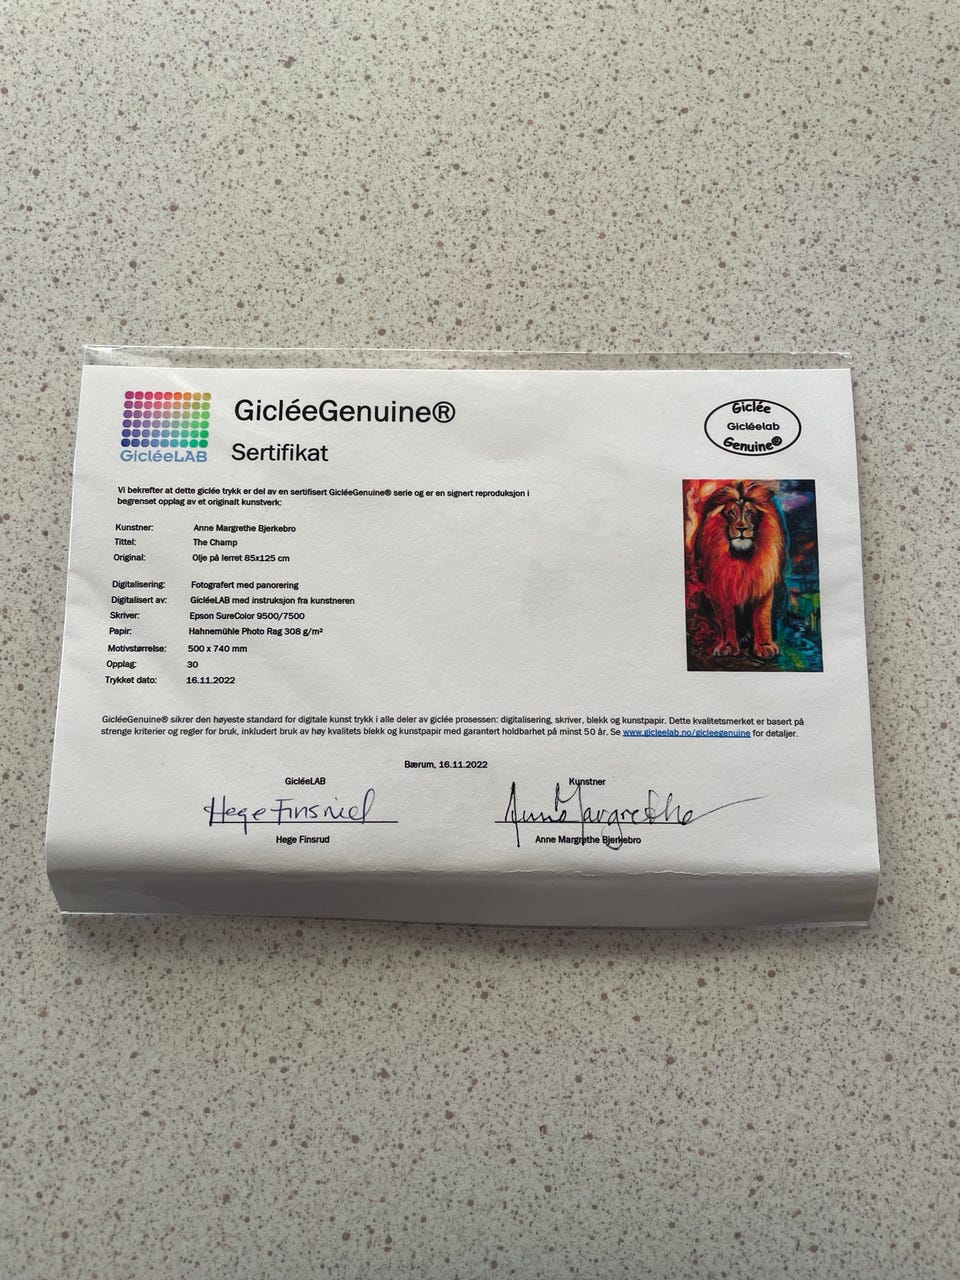 GicléeLAB
GicléeGenuine®
Sertifikat
Giclée
Gicléelab
Genuine®
Vi bekrefter at dette giclée trykk er del av en sertifisert GicléeGenuine® serie og er en signert reproduksjon i
begrenset opplag av et originalt kunstverk:
Kunstner: Anne Margrethe Bjerkebro
Tittel: The Champ
Original: Olje på lerret 85x125 cm
Digitalisering: Fotografert med panorering
Digitalisert av: GicléeLAB med instruksjon fra kunstneren
Skriver: Epson SureColor 9500/7500
Papir: Hahnemühle Photo Rag 308 g/m²
Motivstørrelse: 500 x 740 mm
Opplag: 30
Trykket dato: 16.11.2022
GicléeGenuine® sikrer den høyeste standard for digitale kunst trykk i alle deler av giclée prosessen: digitalisering, skriver, blekk og kunstpapir. Dette kvalitetsmerket er basert på
strenge kriterier og regler for bruk, inkludert bruk av høy kvalitets blekk og kunstpapir med garantert holdbarhet på minst 50 år. Se www.gicleelab.no/gicleegenuine for detaljer.
Bærum, 16.11.2022
GicléeLAB Kunstner
Hege Finsrud Anne Margrethe
Hege Finsrud Anne Margrethe Bjerkebro